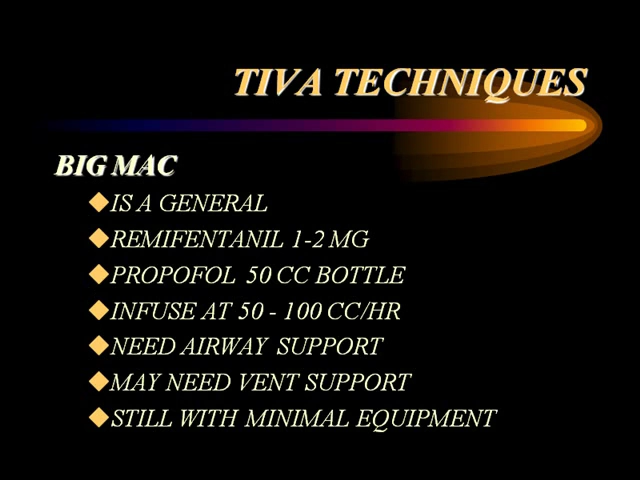 TIVA TECHNIQUES
BIG MAC
IS A GENERAL
REMIFENTANIL 1-2 MG
PROPOFOL 50 CC BOTTLE
INFUSE AT 50 - 100 CC/HR
NEED AIRWAY SUPPORT
MAY NEED VENT SUPPORT
STILL WITH MINIMAL EQUIPMENT